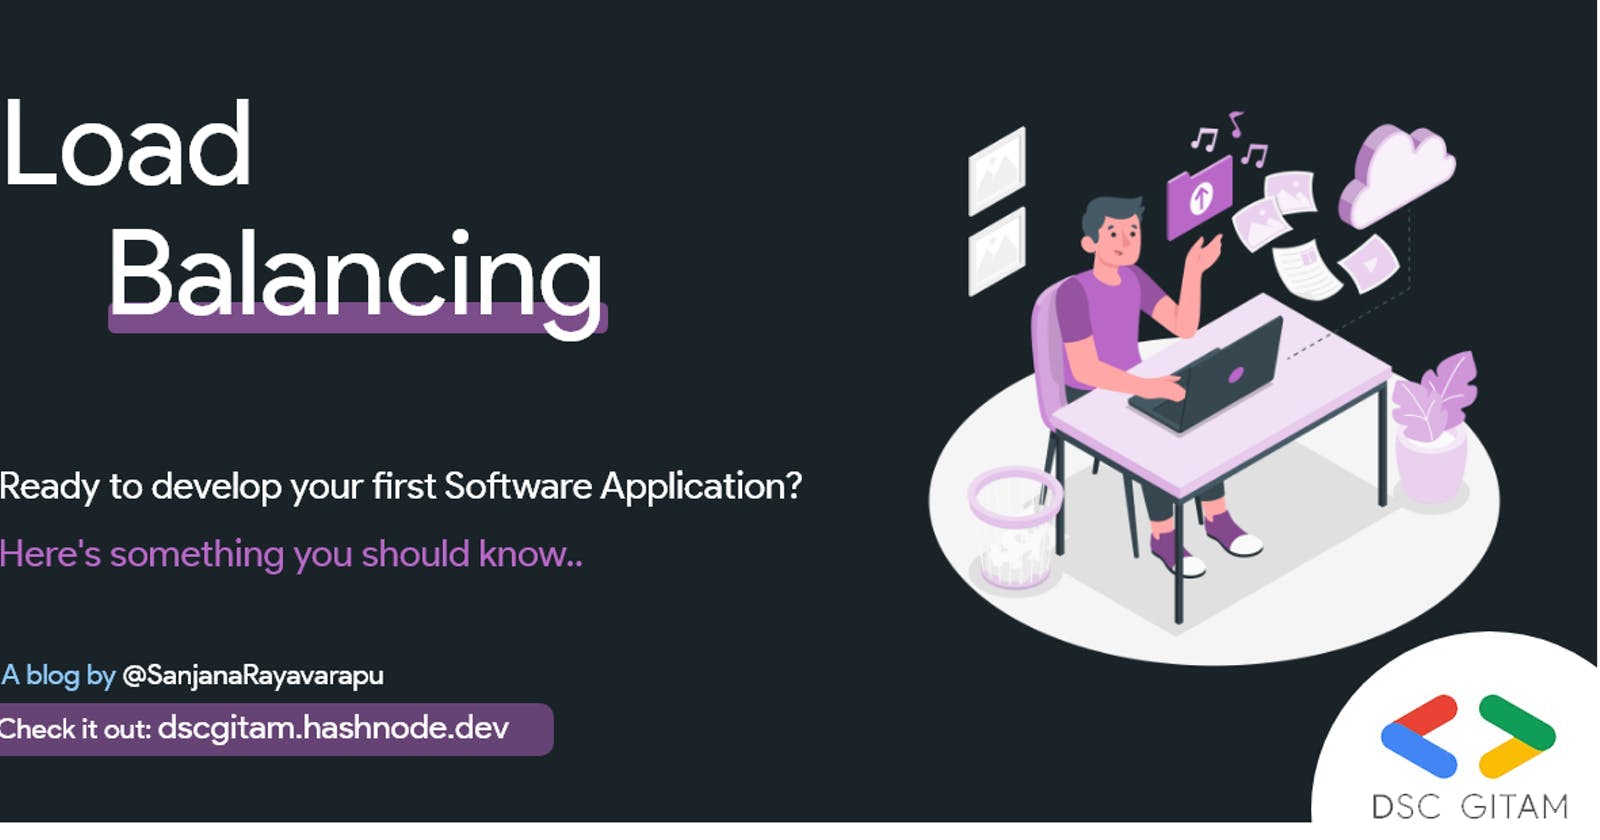 Load
Balancing
Ready to develop your first Software Application?
Here's something you should know..
A blog by @SanjanaRayavarapu
Check it out: dscgitam.hashnode.dev
DSC GITAM